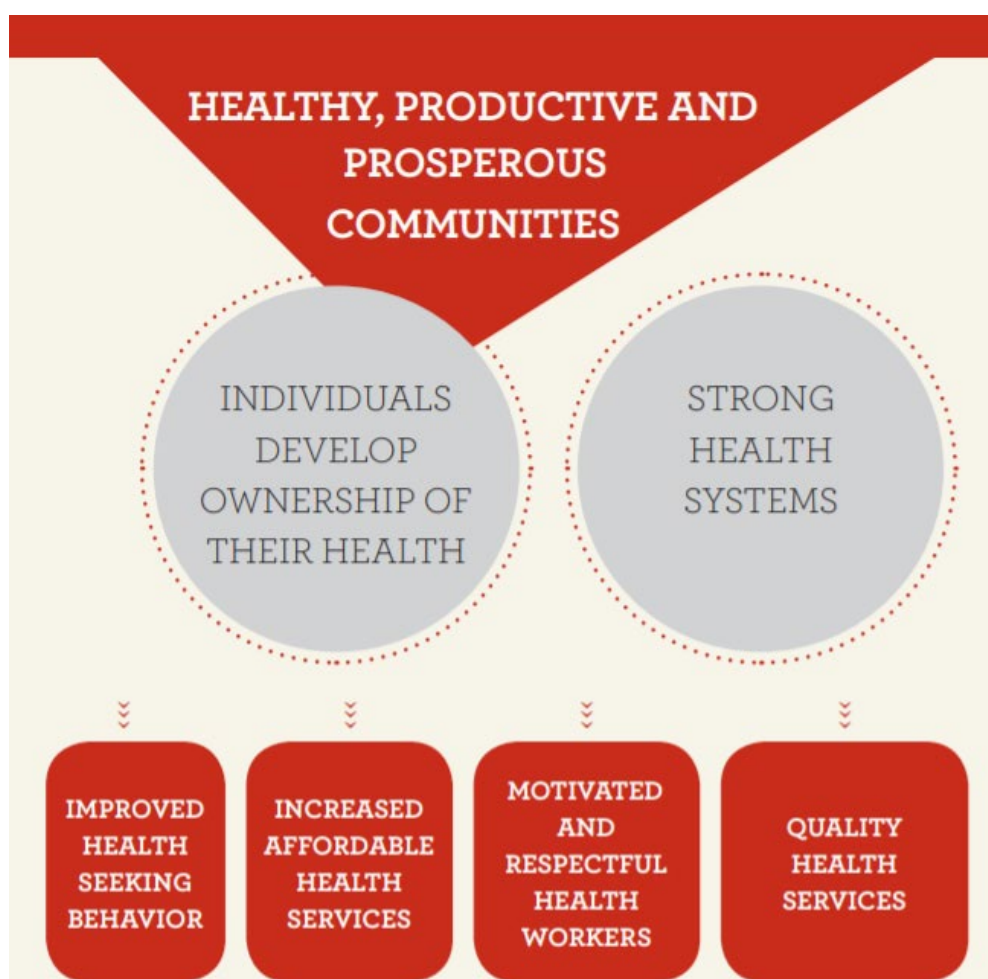 HEALTHY, PRODUCTIVE AND
PROSPEROUS
COMMUNITIES
INDIVIDUALS
DEVELOP
OWNERSHIP OF
THEIR HEALTH
STRONG
HEALTH
SYSTEMS
IMPROVED
HEALTH
SEEKING
BEHAVIOR
INCREASED
AFFORDABLE
HEALTH
SERVICES
MOTIVATED
AND
RESPECTFUL
HEALTH
WORKERS
QUALITY
HEALTH
SERVICES